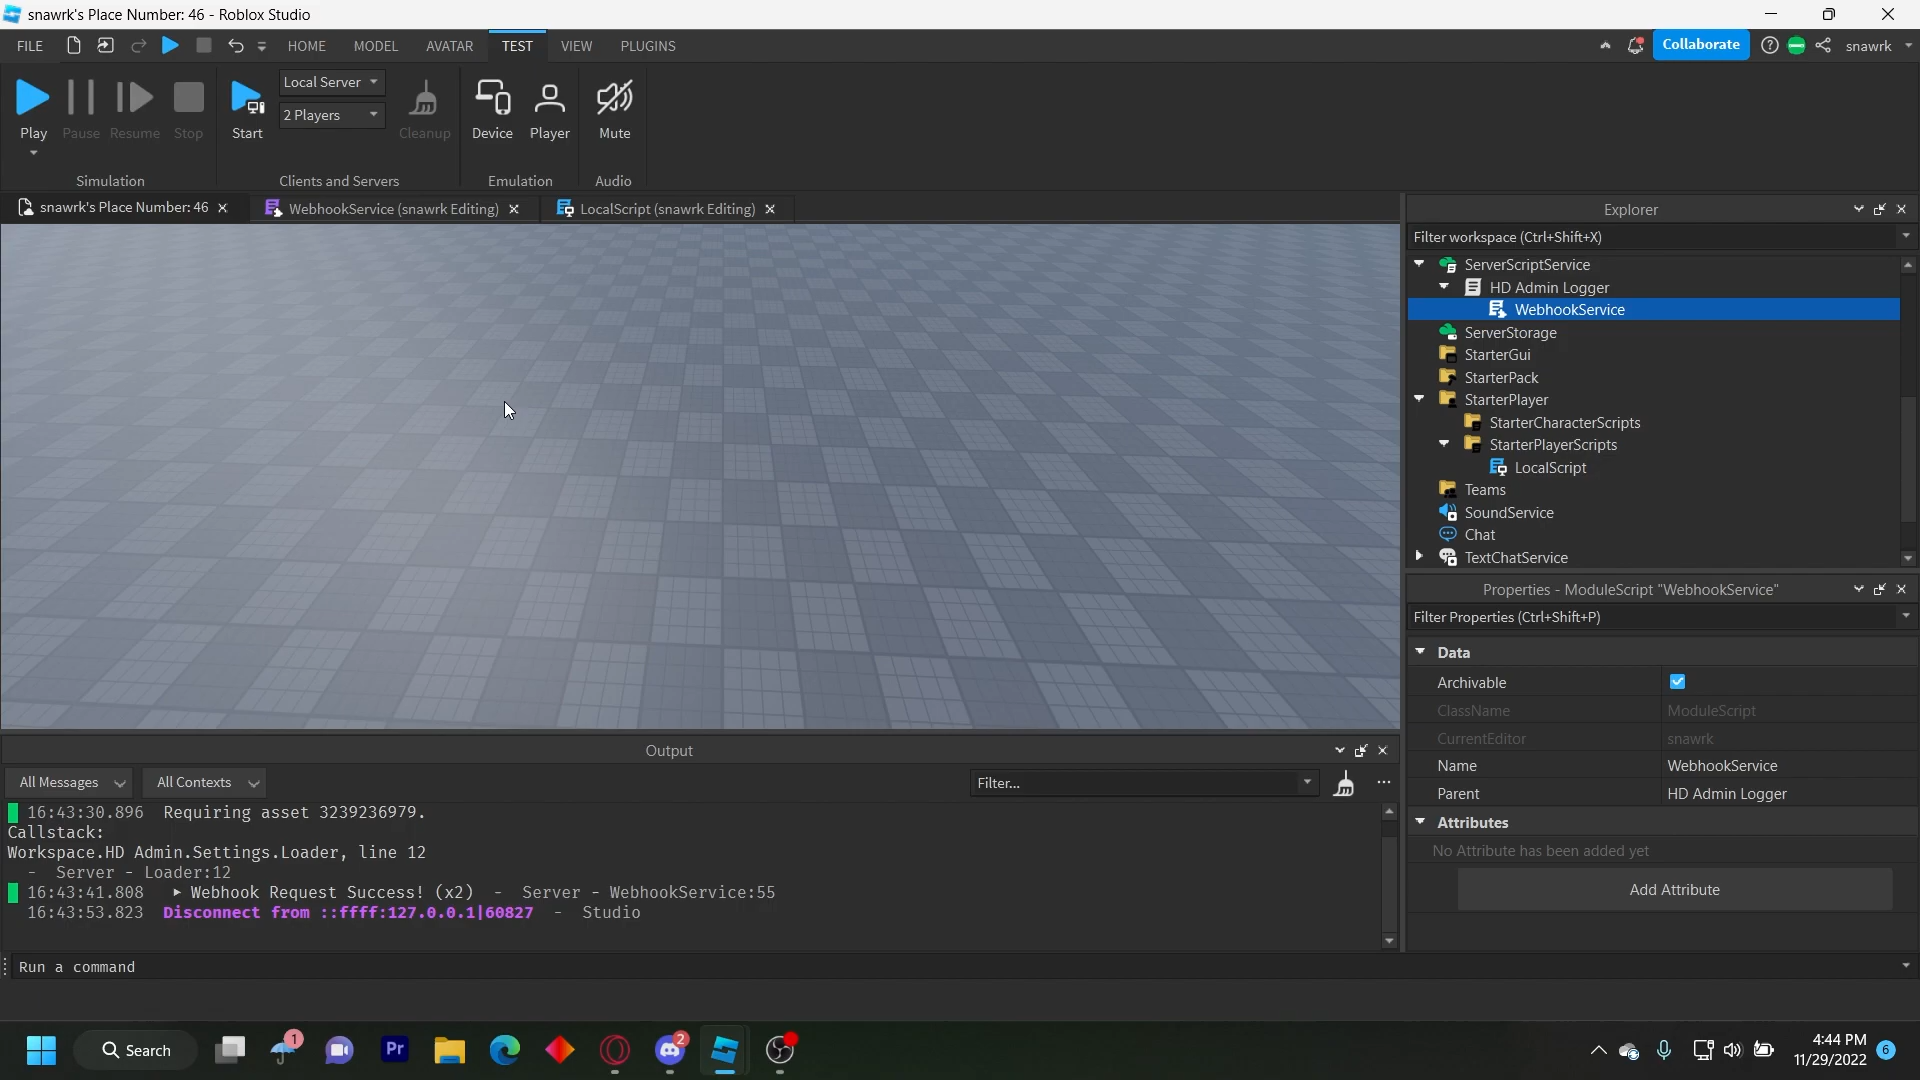 snawrk's Place Number: 46 - Roblox Studio
FILE
HOME
MODEL
AVATAR
TEST
VIEW
PLUGINS
Collaborate
snawrk
Play
Pause
Resume
Stop
Start
Local Server
2 Players
Cleanup
Device
Player
Mute
Simulation
Clients and Servers
Emulation
Audio
snawrk's Place Number: 46
WebhookService (snawrk Editing)
LocalScript (snawrk Editing)
Explorer
Filter workspace (Ctrl+Shift+X)
ServerScriptService
HD Admin Logger
WebhookService
ServerStorage
StarterGui
StarterPack
StarterPlayer
StarterCharacterScripts
StarterPlayerScripts
LocalScript
Teams
SoundService
Chat
TextChatService
Properties - ModuleScript "WebhookService"
Filter Properties (Ctrl+Shift+P)
Data
Archivable
ClassName ModuleScript
CurrentEditor snawrk
Name WebhookService
Parent HD Admin Logger
Attributes
No Attribute has been added yet
Add Attribute
Output
All Messages
All Contexts
Filter...
16:43:30.896 Requiring asset 3239236979.
Callstack:
Workspace.HD Admin.Settings.Loader, line 12
- Server - Loader:12
16:43:41.808 ▸ Webhook Request Success! (x2) - Server - WebhookService:55
16:43:53.823 Disconnect from ::ffff:127.0.0.1|60827 - Studio
Run a command
Search
1
Pr
2
4:44 PM
11/29/2022
6